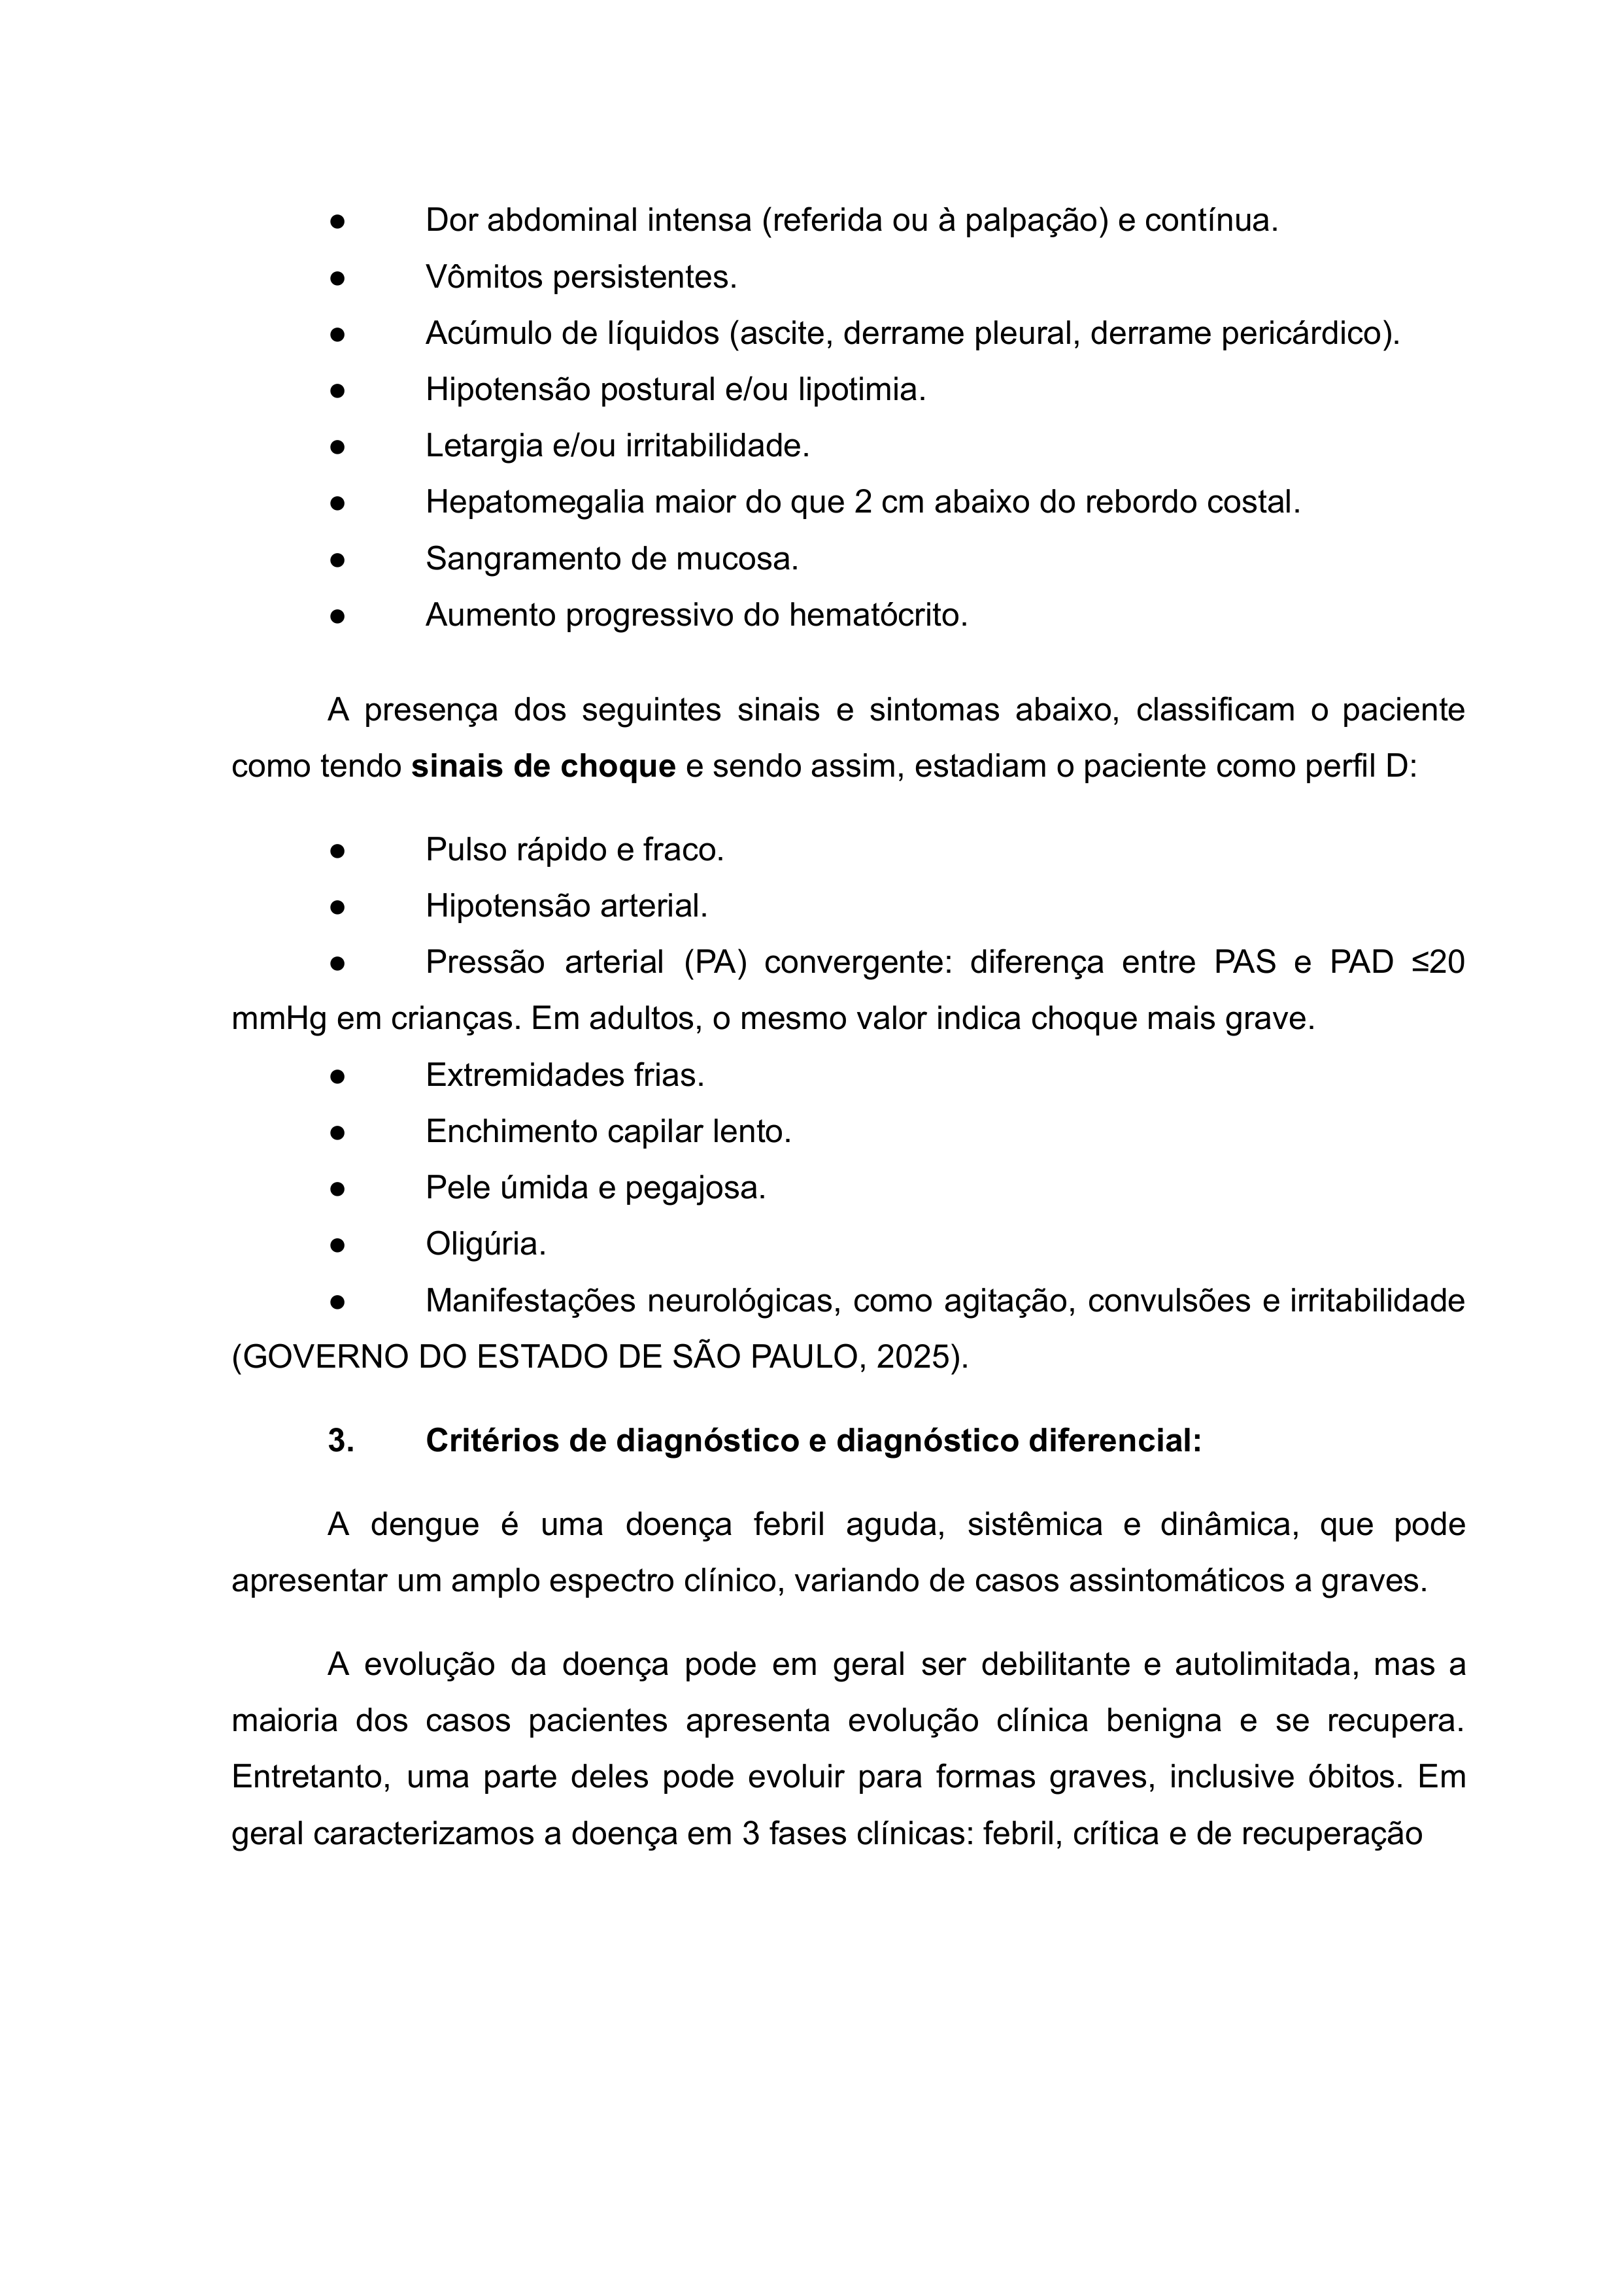 ● Dor abdominal intensa (referida ou à palpação) e contínua.
● Vômitos persistentes.
● Acúmulo de líquidos (ascite, derrame pleural, derrame pericárdico).
● Hipotensão postural e/ou lipotimia.
● Letargia e/ou irritabilidade.
● Hepatomegalia maior do que 2 cm abaixo do rebordo costal.
● Sangramento de mucosa.
● Aumento progressivo do hematócrito.
A presença dos seguintes sinais e sintomas abaixo, classificam o paciente
como tendo sinais de choque e sendo assim, estadiam o paciente como perfil D:
● Pulso rápido e fraco.
● Hipotensão arterial.
● Pressão arterial (PA) convergente: diferença entre PAS e PAD ≤20
mmHg em crianças. Em adultos, o mesmo valor indica choque mais grave.
● Extremidades frias.
● Enchimento capilar lento.
● Pele úmida e pegajosa.
● Oligúria.
● Manifestações neurológicas, como agitação, convulsões e irritabilidade
(GOVERNO DO ESTADO DE SÃO PAULO, 2025).
3. Critérios de diagnóstico e diagnóstico diferencial:
A dengue é uma doença febril aguda, sistêmica e dinâmica, que pode
apresentar um amplo espectro clínico, variando de casos assintomáticos a graves.
A evolução da doença pode em geral ser debilitante e autolimitada, mas a
maioria dos casos pacientes apresenta evolução clínica benigna e se recupera.
Entretanto, uma parte deles pode evoluir para formas graves, inclusive óbitos. Em
geral caracterizamos a doença em 3 fases clínicas: febril, crítica e de recuperação